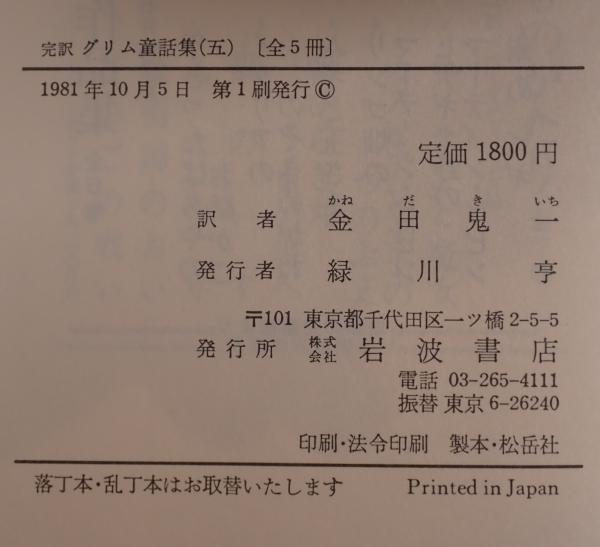 完訳 グリム童話集(五) 〔全5冊〕
1981年10月5日 第1刷発行Ⓒ
定価1800円
かね だ き いち
訳者 金田鬼一
発行者 緑川亨
〒101 東京都千代田区一ツ橋2-5-5
発行所 株式会社 岩波書店
電話 03-265-4111
振替 東京6-26240
印刷・法令印刷 製本・松岳社
落丁本・乱丁本はお取替いたします Printed in Japan